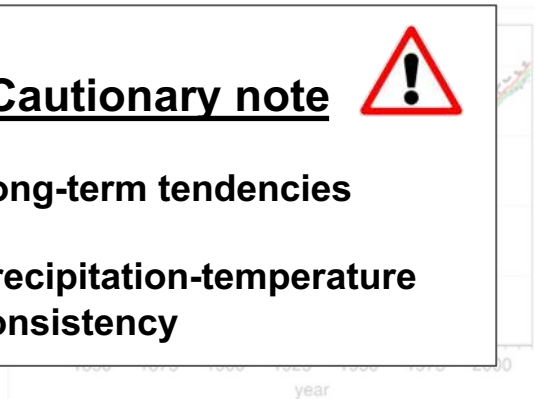 Cautionary note
ong-term tendencies
recipitation-temperature
onsistency
year